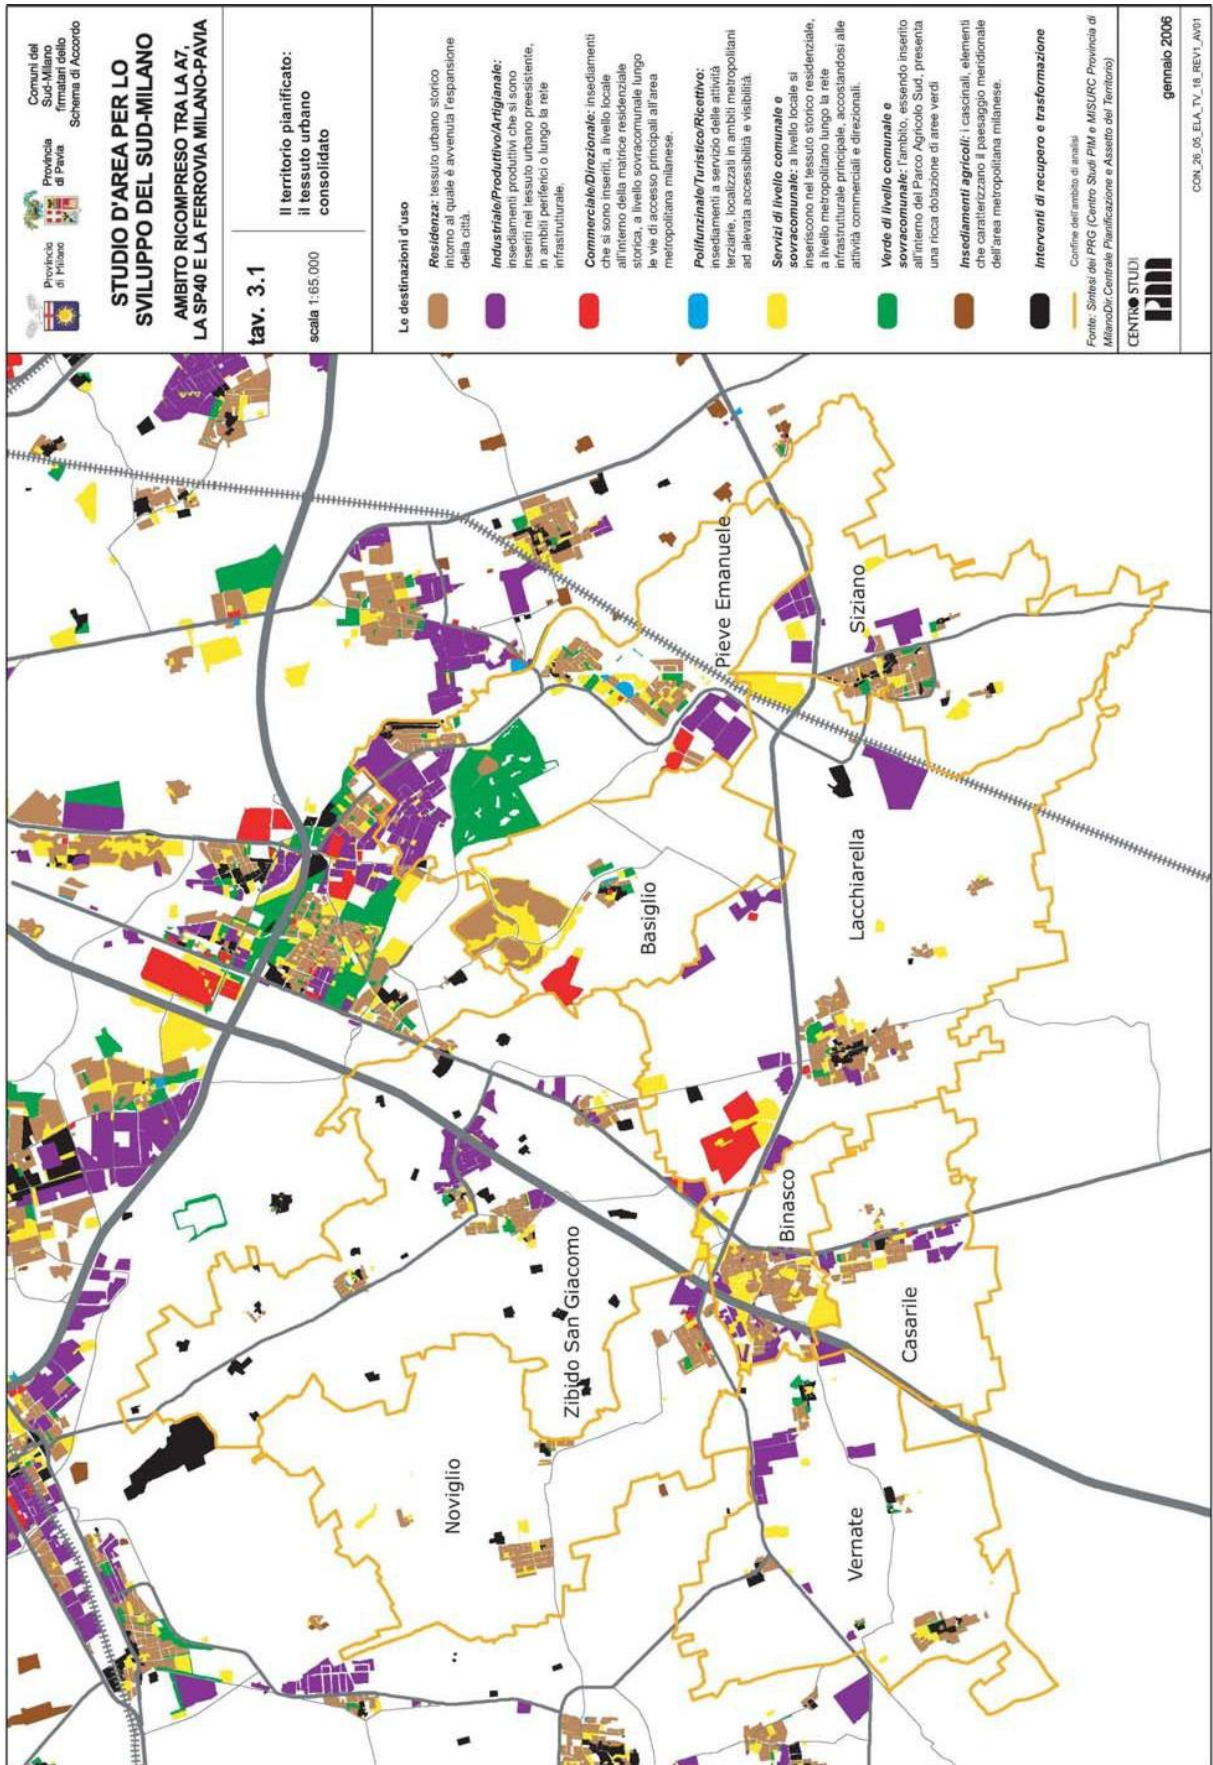 Provincia
di Milano
Provincia
di Pavia
Comuni del
Sud-Milano
firmatari dello
Schema di Accordo
STUDIO D'AREA PER LO
SVILUPPO DEL SUD-MILANO
AMBITO RICOMPRESO TRA LA A7,
LA SP40 E LA FERROVIA MILANO-PAVIA
tav. 3.1
scala 1:65.000
Il territorio pianificato:
il tessuto urbano
consolidato
Le destinazioni d'uso
Residenza: tessuto urbano storico
intorno al quale è avvenuta l'espansione
della città.
Industriale/Produttivo/Artigianale:
insediamenti produttivi che si sono
inseriti nel tessuto urbano preesistente,
in ambiti periferici o lungo la rete
infrastrutturale.
Commerciale/Direzionale: insediamenti
che si sono inseriti, a livello locale
all'interno della matrice residenziale
storica, a livello sovracomunale lungo
le vie di accesso principali all'area
metropolitana milanese.
Polifunzinale/Turistico/Ricettivo:
insediamenti a servizio delle attività
terziarie, localizzati in ambiti metropolitani
ad alevata accessibilità e visibilità.
Servizi di livello comunale e
sovracomunale: a livello locale si
inseriscono nel tessuto storico residenziale,
a livello metropolitano lungo la rete
infrastrutturale principale, accostandosi alle
attività commerciali e direzionali.
Verde di livello comunale e
sovracomunale: l'ambito, essendo inserito
all'interno del Parco Agricolo Sud, presenta
una ricca dotazione di aree verdi
Insediamenti agricoli: i cascinali, elementi
che caratterizzano il paesaggio meridionale
dell'area metropolitana milanese.
Interventi di recupero e trasformazione
Confine dell'ambito di analisi
Fonte: Sintesi dei PRG (Centro Studi PIM e MISURC Provincia di
MilanoDir.Centrale Pianificazione e Assetto del Territorio)
CENTRO STUDI
PIM
gennaio 2006
CON_26_05_ELA_TV_18_REV1_AV01
Noviglio
Zibido San Giacomo
Basiglio
Pieve Emanuele
Binasco
Vernate
Casarile
Lacchiarella
Siziano